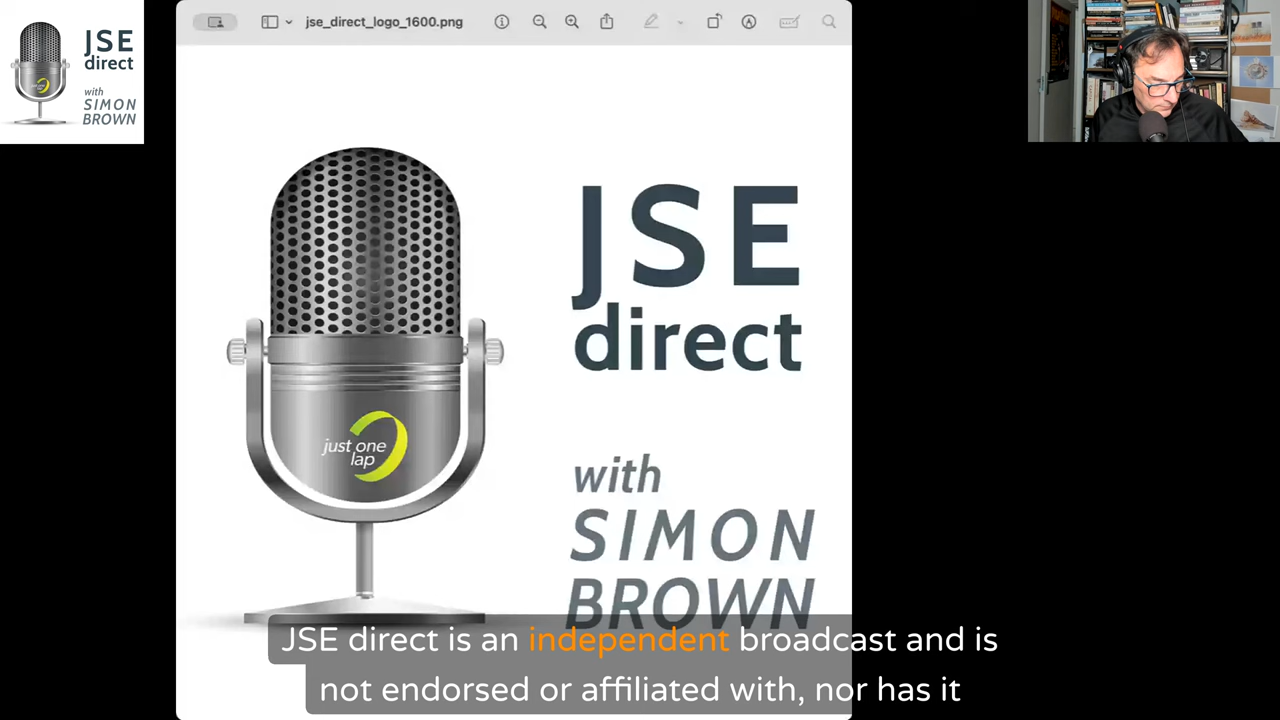 JSE
direct
with
SIMON
BROWN
jse_direct_logo_1600.png
JSE
direct
just one
lap
with
SIMON
BROWN
JSE direct is an independent broadcast and is
not endorsed or affiliated with, nor has it